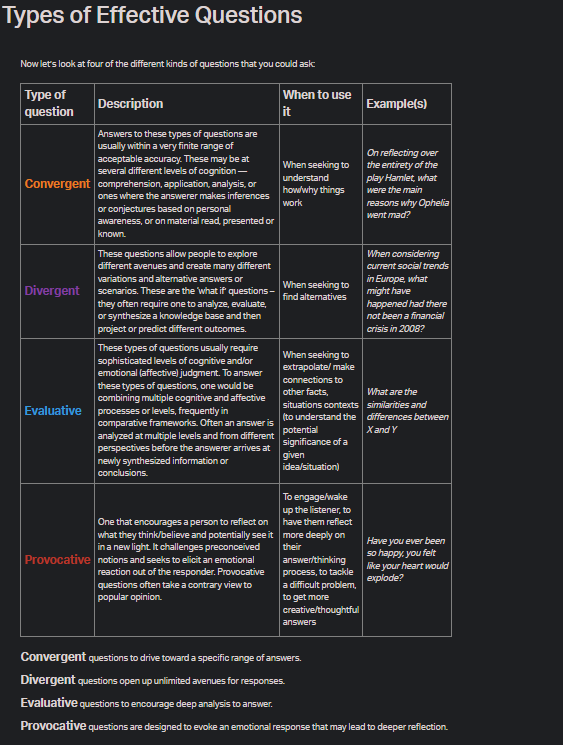 Types of Effective Questions
Now let's look at four of the different kinds of questions that you could ask:
Type of
question
Description
When to use
it
Example(s)
Convergent
Answers to these types of questions are
usually within a very finite range of
acceptable accuracy. These may be at
several different levels of cognition —
comprehension, application, analysis, or
ones where the answerer makes inferences
or conjectures based on personal
awareness, or on material read, presented or
known.
When seeking to
understand
how/why things
work
On reflecting over
the entirety of the
play Hamlet, what
were the main
reasons why Ophelia
went mad?
Divergent
These questions allow people to explore
different avenues and create many different
variations and alternative answers or
scenarios. These are the 'what if' questions –
they often require one to analyze, evaluate,
or synthesize a knowledge base and then
project or predict different outcomes.
When seeking to
find alternatives
When considering
current social trends
in Europe, what
might have
happened had there
not been a financial
crisis in 2008?
Evaluative
These types of questions usually require
sophisticated levels of cognitive and/or
emotional (affective) judgment. To answer
these types of questions, one would be
combining multiple cognitive and affective
processes or levels, frequently in
comparative frameworks. Often an answer is
analyzed at multiple levels and from different
perspectives before the answerer arrives at
newly synthesized information or
conclusions.
When seeking to
extrapolate/ make
connections to
other facts,
situations contexts
(to understand the
potential
significance of a
given
idea/situation)
What are the
similarities and
differences between
X and Y
Provocative
One that encourages a person to reflect on
what they think/believe and potentially see it
in a new light. It challenges preconceived
notions and seeks to elicit an emotional
reaction out of the responder. Provocative
questions often take a contrary view to
popular opinion.
To engage/wake
up the listener, to
have them reflect
more deeply on
their
answer/thinking
process, to tackle
a difficult problem,
to get more
creative/thoughtful
answers
Have you ever been
so happy, you felt
like your heart would
explode?
Convergent questions to drive toward a specific range of answers.
Divergent questions open up unlimited avenues for responses.
Evaluative questions to encourage deep analysis to answer.
Provocative questions are designed to evoke an emotional response that may lead to deeper reflection.